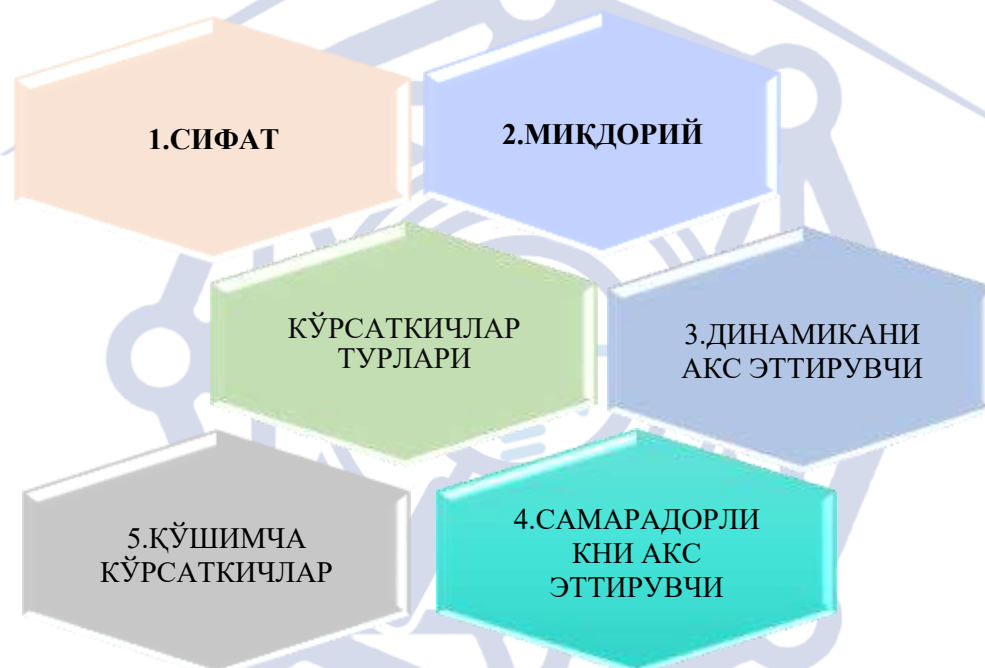 1.СИФАТ
2.МИҚДОРИЙ
КЎРСАТКИЧЛАР
ТУРЛАРИ
3.ДИНАМИКАНИ
АКС ЭТТИРУВЧИ
5.ҚЎШИМЧА
КЎРСАТКИЧЛАР
4.САМАРАДОРЛИ
КНИ АКС
ЭТТИРУВЧИ